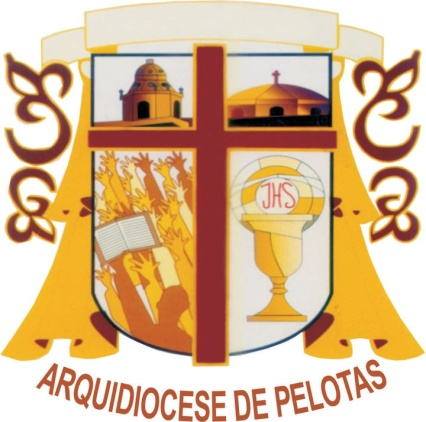 JHS
ARQUIDIOCESE DE PELOTAS